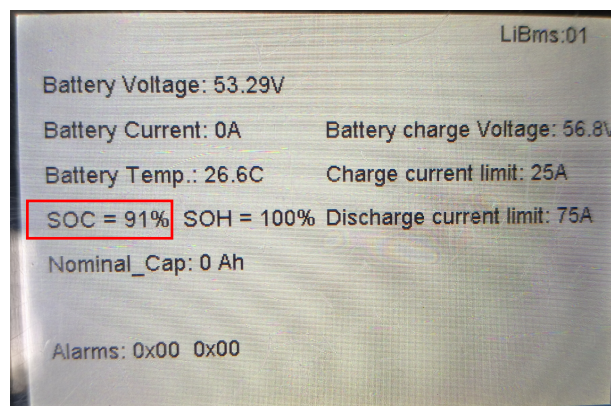 LiBms:01
Battery Voltage: 53.29V
Battery Current: 0A Battery charge Voltage: 56.8V
Battery Temp.: 26.6C Charge current limit: 25A
SOC = 91% SOH = 100% Discharge current limit: 75A
Nominal_Cap: 0 Ah
Alarms: 0x00 0x00